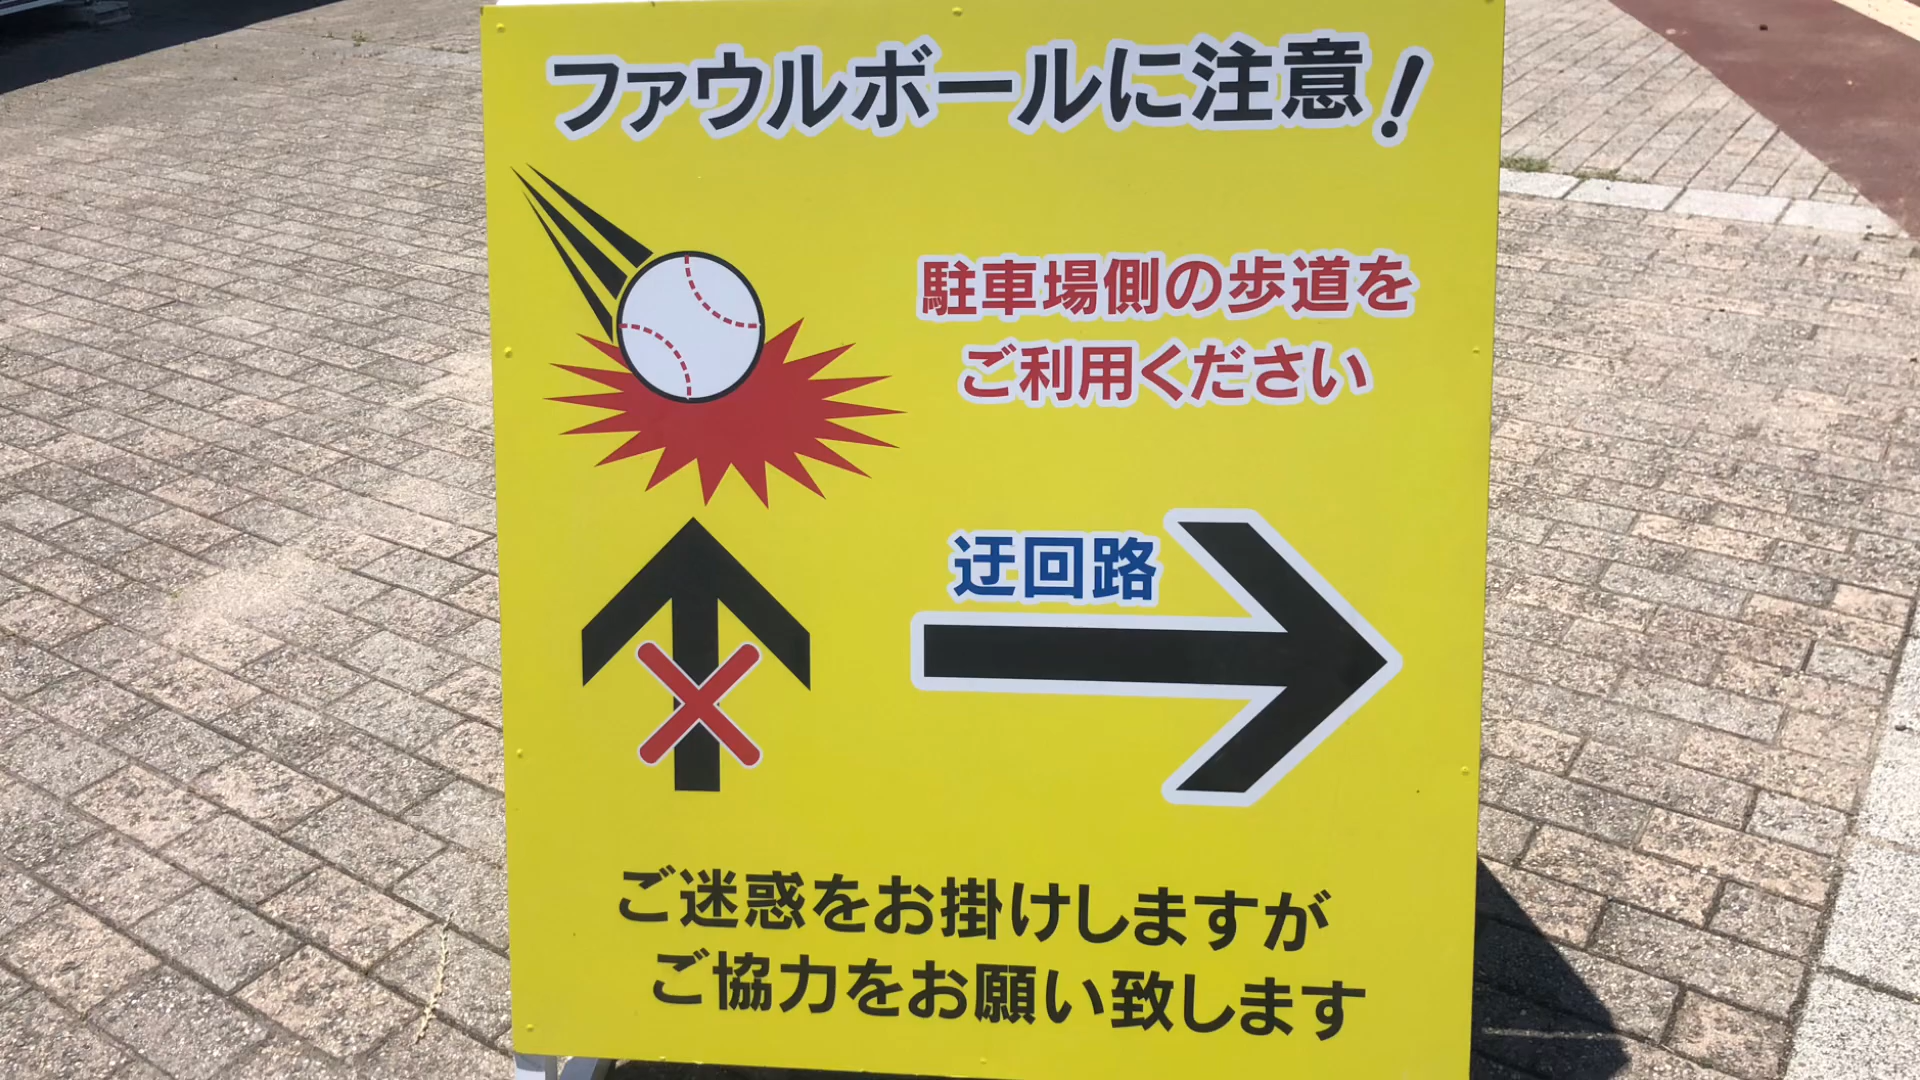 ファウルボールに注意!
駐車場側の歩道を
ご利用ください
迂回路
ご迷惑をお掛けしますが
ご協力をお願い致します